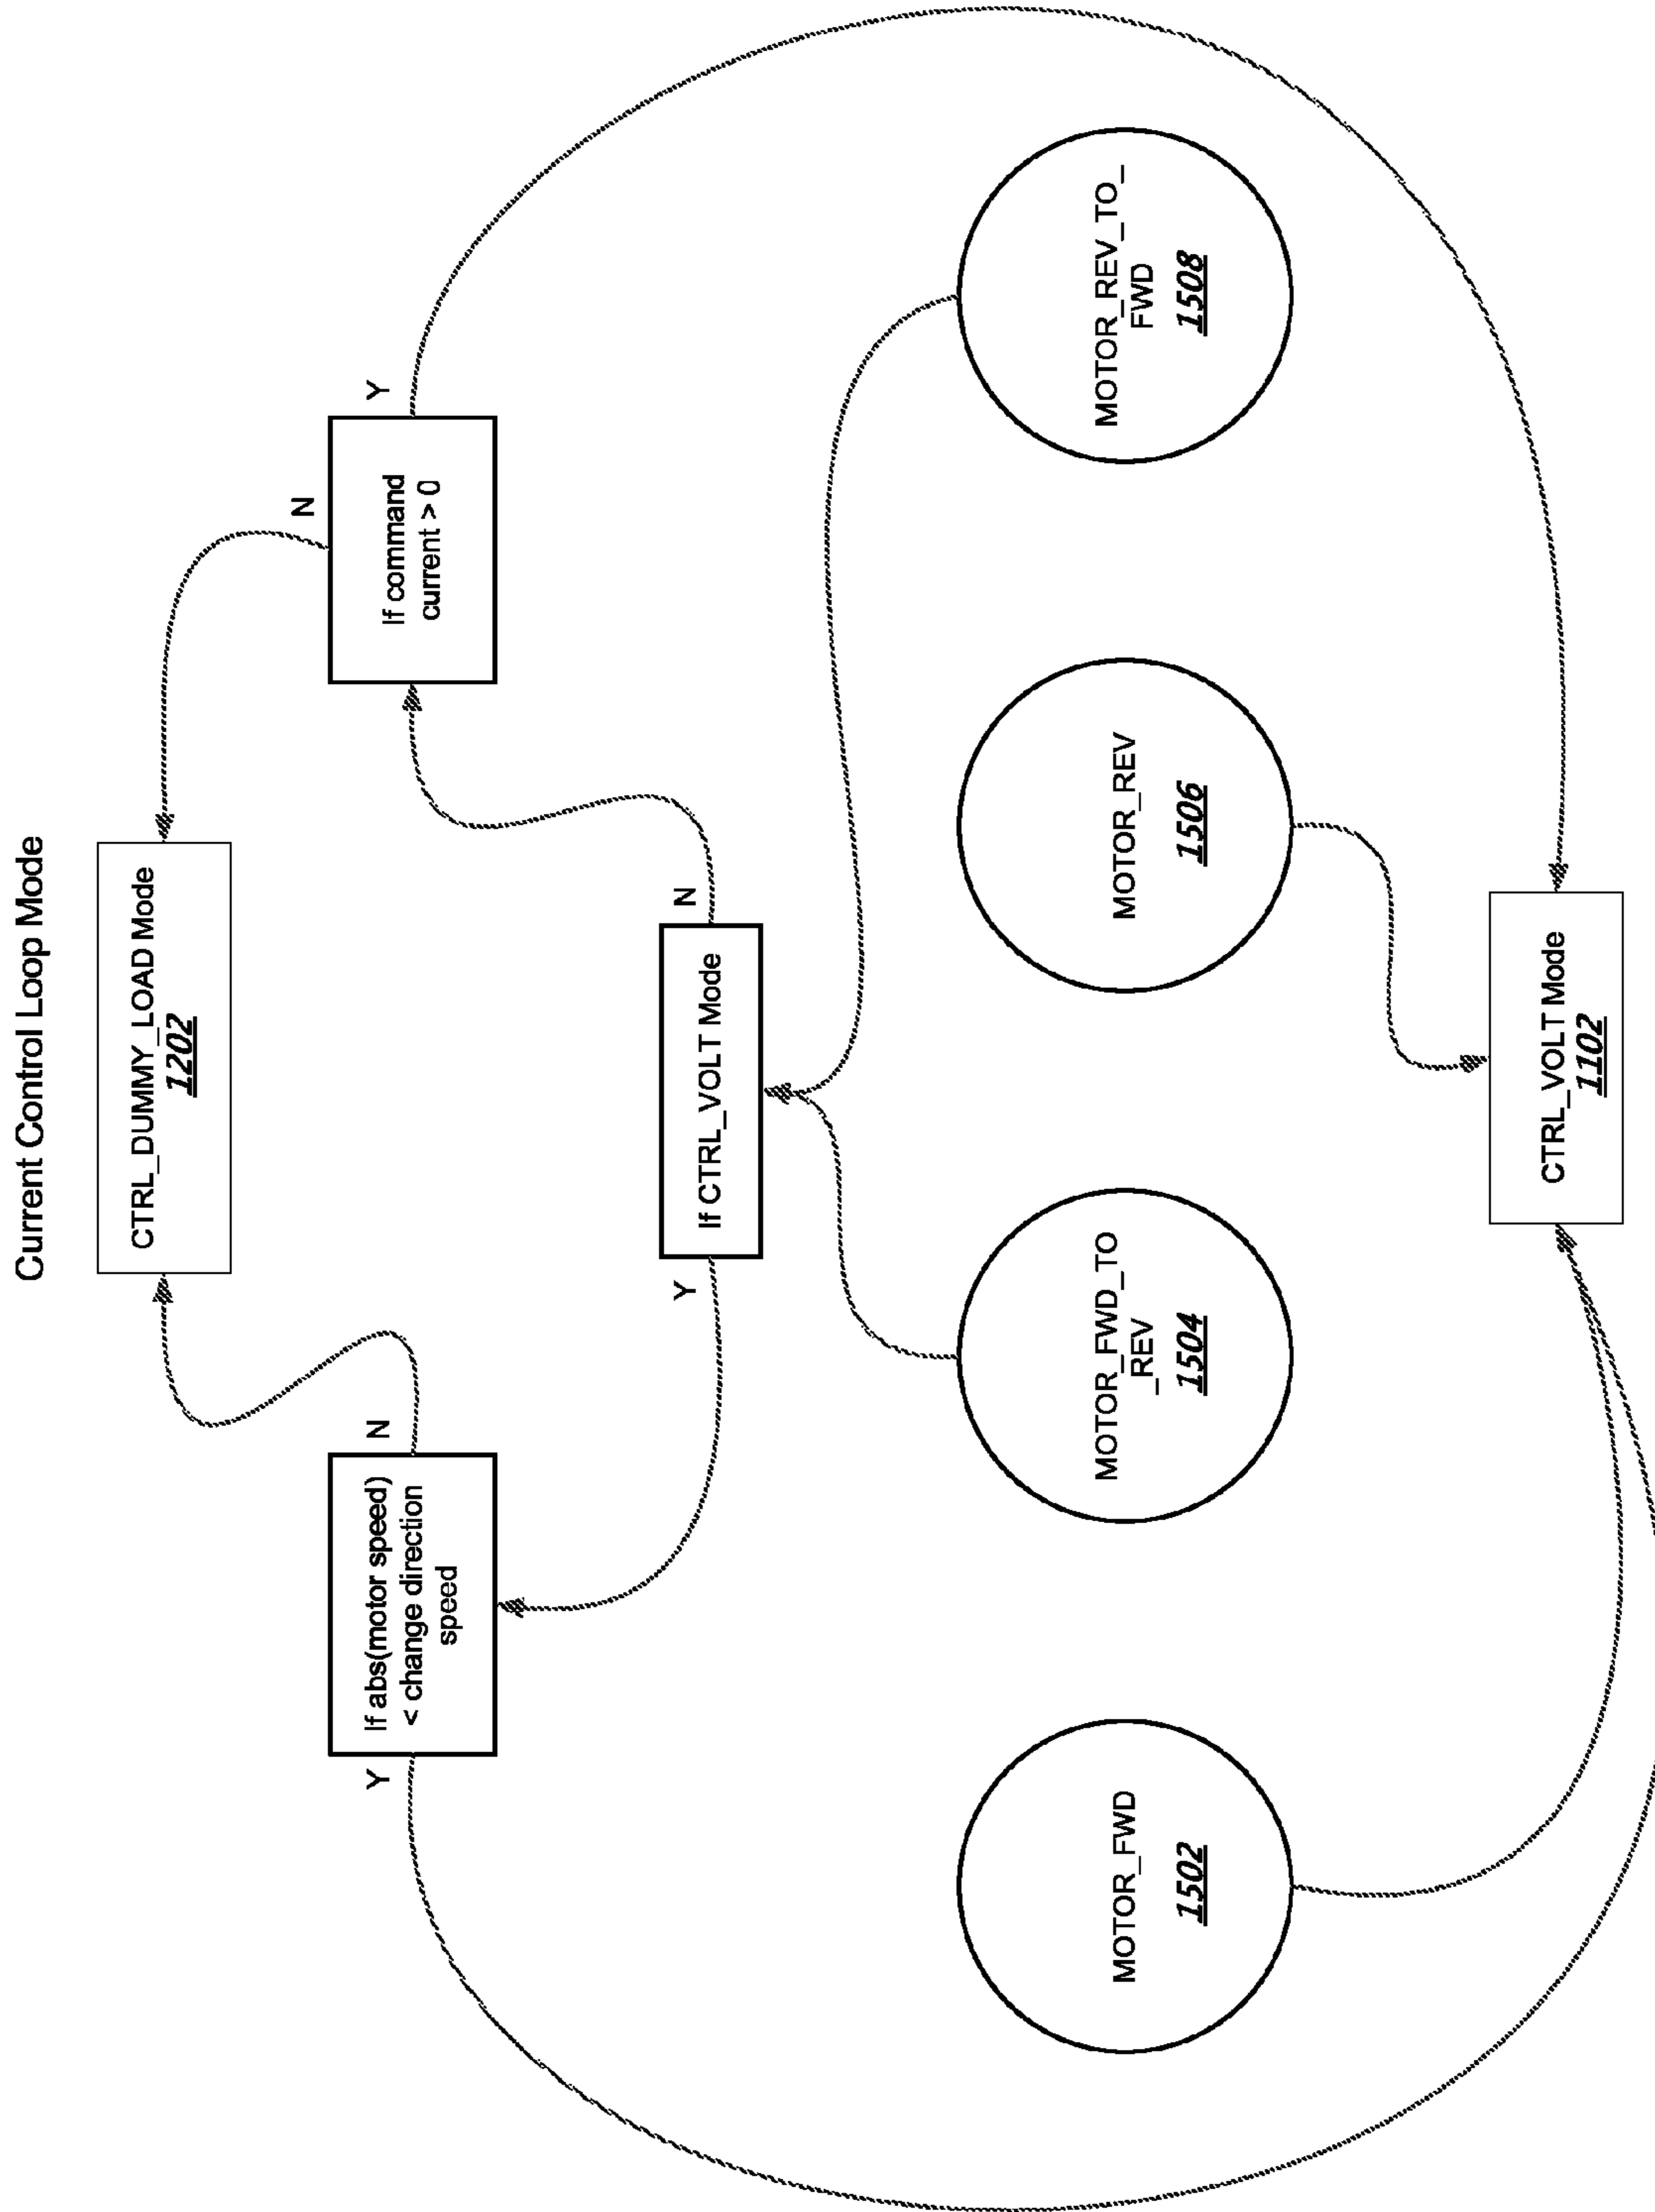 Current Control Loop Mode
CTRL_DUMMY_LOAD Mode
1202
If abs(motor speed)
< change direction
speed
Y
N
If command
current > 0
N
Y
If CTRL_VOLT Mode
Y
N
MOTOR_FWD
1502
MOTOR_FWD_TO
_REV
1504
MOTOR_REV
1506
MOTOR_REV_TO_
FWD
1508
CTRL_VOLT Mode
1102